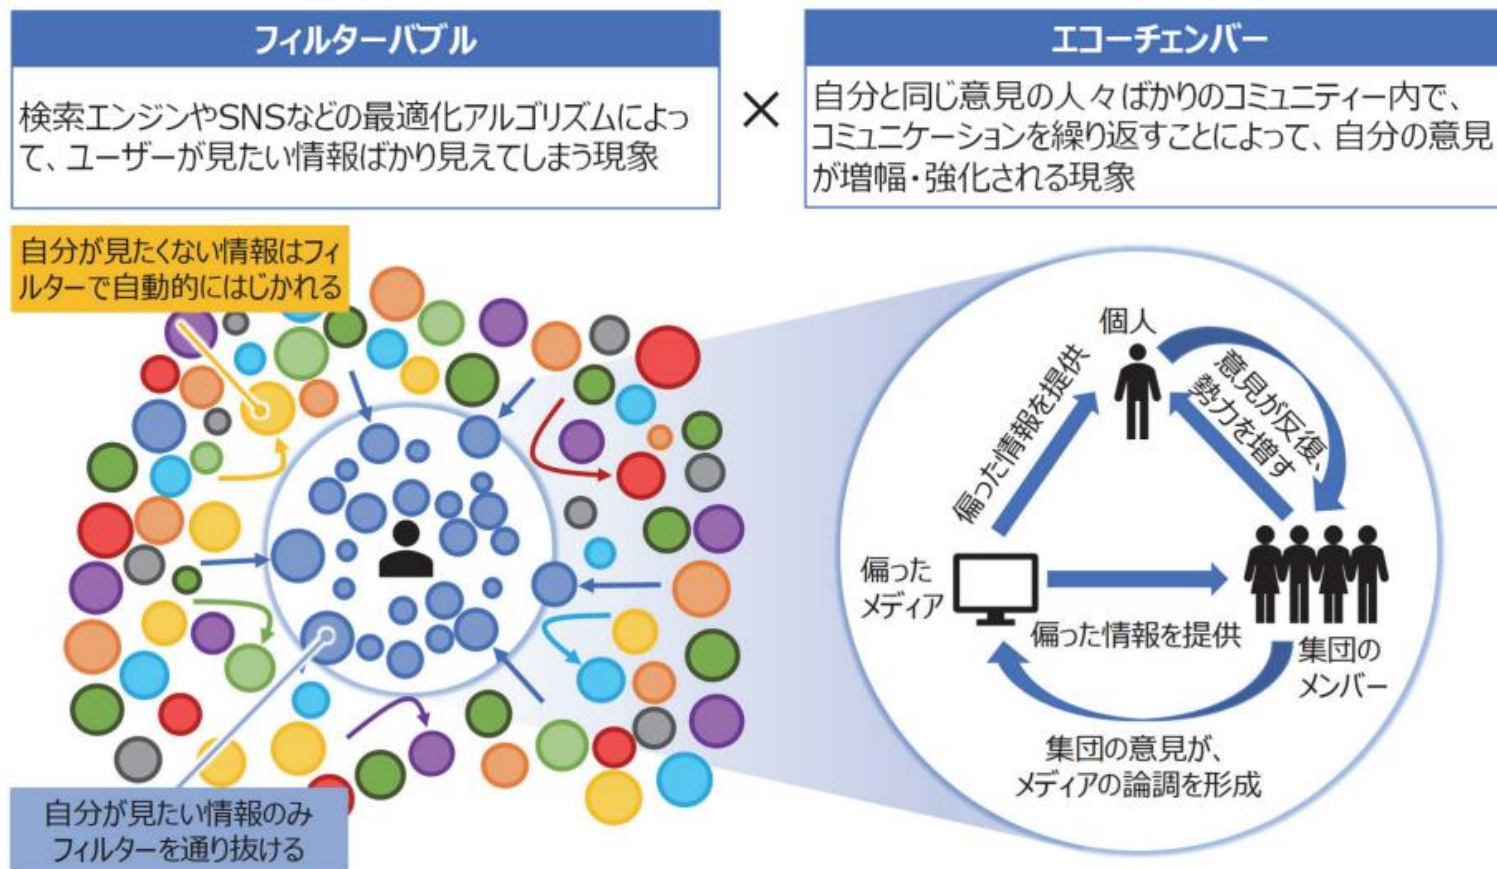 フィルターバブル
検索エンジンやSNSなどの最適化アルゴリズムによっ
て、ユーザーが見たい情報ばかり見えてしまう現象
×
エコーチェンバー
自分と同じ意見の人々ばかりのコミュニティー内で、
コミュニケーションを繰り返すことによって、自分の意見
が増幅・強化される現象
自分が見たくない情報はフィ
ルターで自動的にはじかれる
自分が見たい情報のみ
フィルターを通り抜ける
個人
偏った情報を提供
意見が反復、
勢力を増す
偏った
メディア
偏った情報を提供
集団の
メンバー
集団の意見が、
メディアの論調を形成